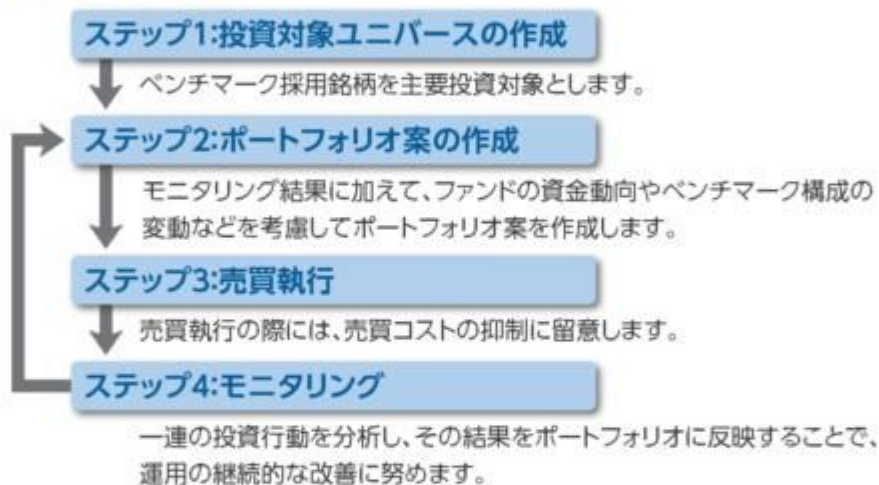 ステップ1:投資対象ユニバースの作成
ベンチマーク採用銘柄を主要投資対象とします。
ステップ2:ポートフォリオ案の作成
モニタリング結果に加えて、ファンドの資金動向やベンチマーク構成の
変動などを考慮してポートフォリオ案を作成します。
ステップ3:売買執行
売買執行の際には、売買コストの抑制に留意します。
ステップ4:モニタリング
一連の投資行動を分析し、その結果をポートフォリオに反映することで、
運用の継続的な改善に努めます。